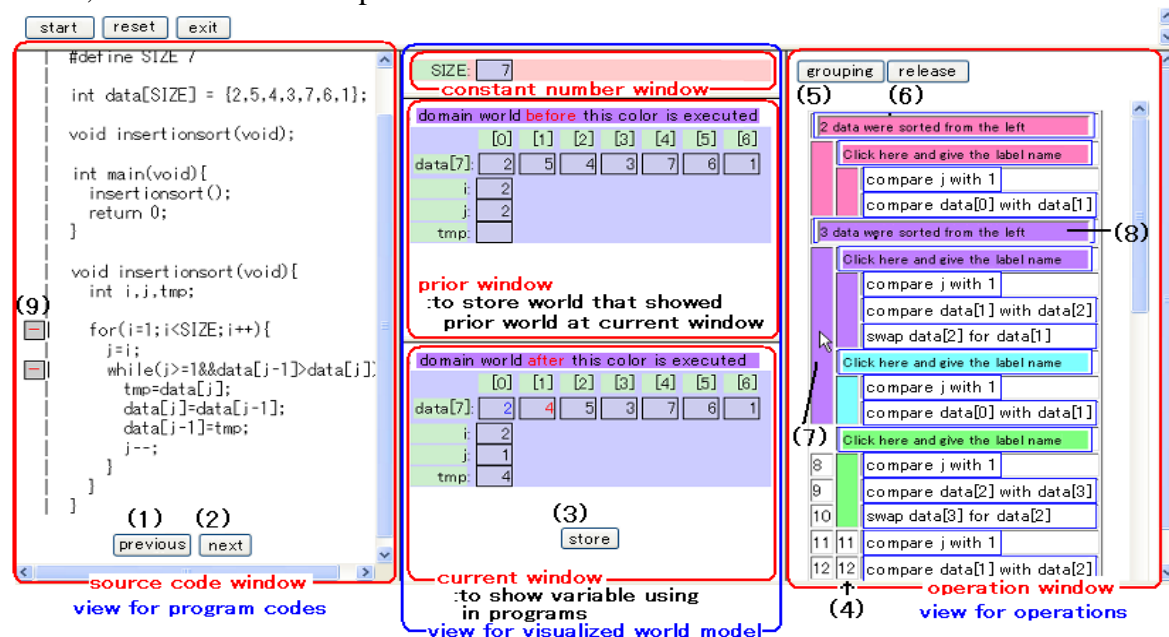 start reset exit
#define SIZE 7
int data[SIZE] = {2,5,4,3,7,6,1};
void insertionsort(void);
int main(void){
insertionsort();
return 0;
}
void insertionsort(void){
int i,j,tmp;
(9)
for(i=1;i<SIZE;i++){
j=i;
while(j>=1&&data[j-1]>data[j])
tmp=data[j];
data[j]=data[j-1];
data[j-1]=tmp;
j--;
}
}
}
(1) (2)
previous next
source code window
view for program codes
SIZE: 7
constant number window
domain world before this color is executed
[0] [1] [2] [3] [4] [5] [6]
data[7]: 2 5 4 3 7 6 1
i: 2
j: 2
tmp:
prior window
:to store world that showed
prior world at current window
domain world after this color is executed
[0] [1] [2] [3] [4] [5] [6]
data[7]: 2 4 5 3 7 6 1
i: 2
j: 1
tmp: 4
(3)
store
current window
:to show variable using
in programs
view for visualized world model
grouping release
(5) (6)
2 data were sorted from the left
Click here and give the label name
compare j with 1
compare data[0] with data[1]
3 data were sorted from the left (8)
Click here and give the label name
compare j with 1
compare data[1] with data[2]
swap data[2] for data[1]
Click here and give the label name
compare j with 1
compare data[0] with data[1]
(7)
Click here and give the label name
8 compare j with 1
9 compare data[2] with data[3]
10 swap data[3] for data[2]
11 11 compare j with 1
12 12 compare data[1] with data[2]
(4)
operation window
view for operations